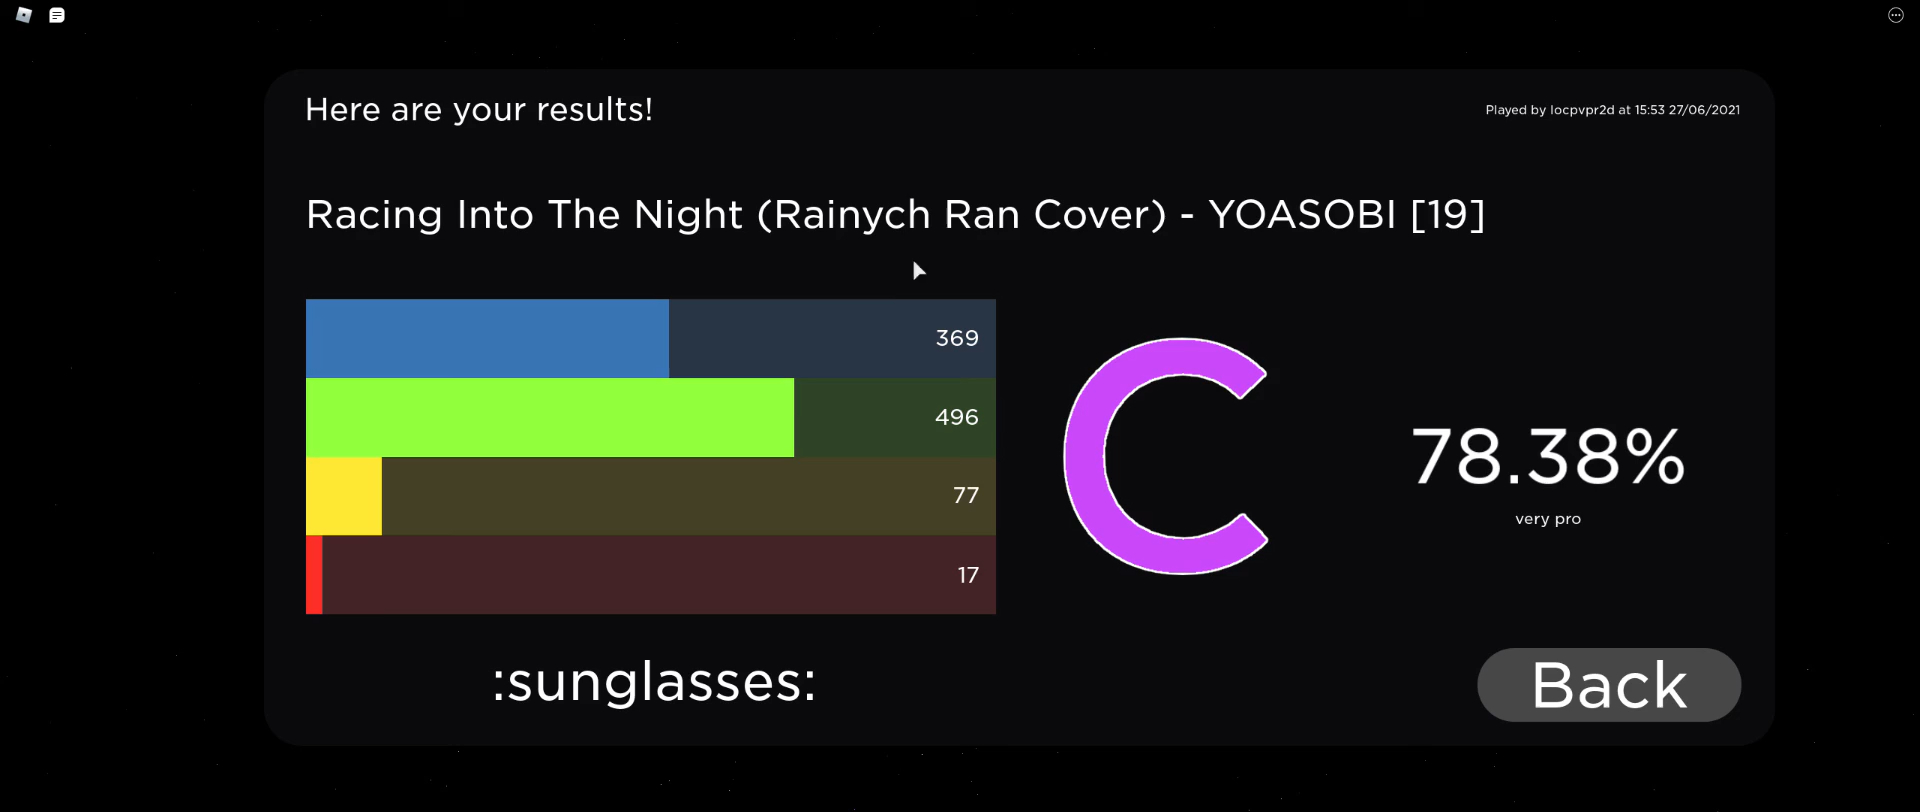 Here are your results!
Played by locpvpr2d at 15:53 27/06/2021
Racing Into The Night (Rainych Ran Cover) - YOASOBI [19]
369
496
77
17
C
78.38%
very pro
:sunglasses:
Back